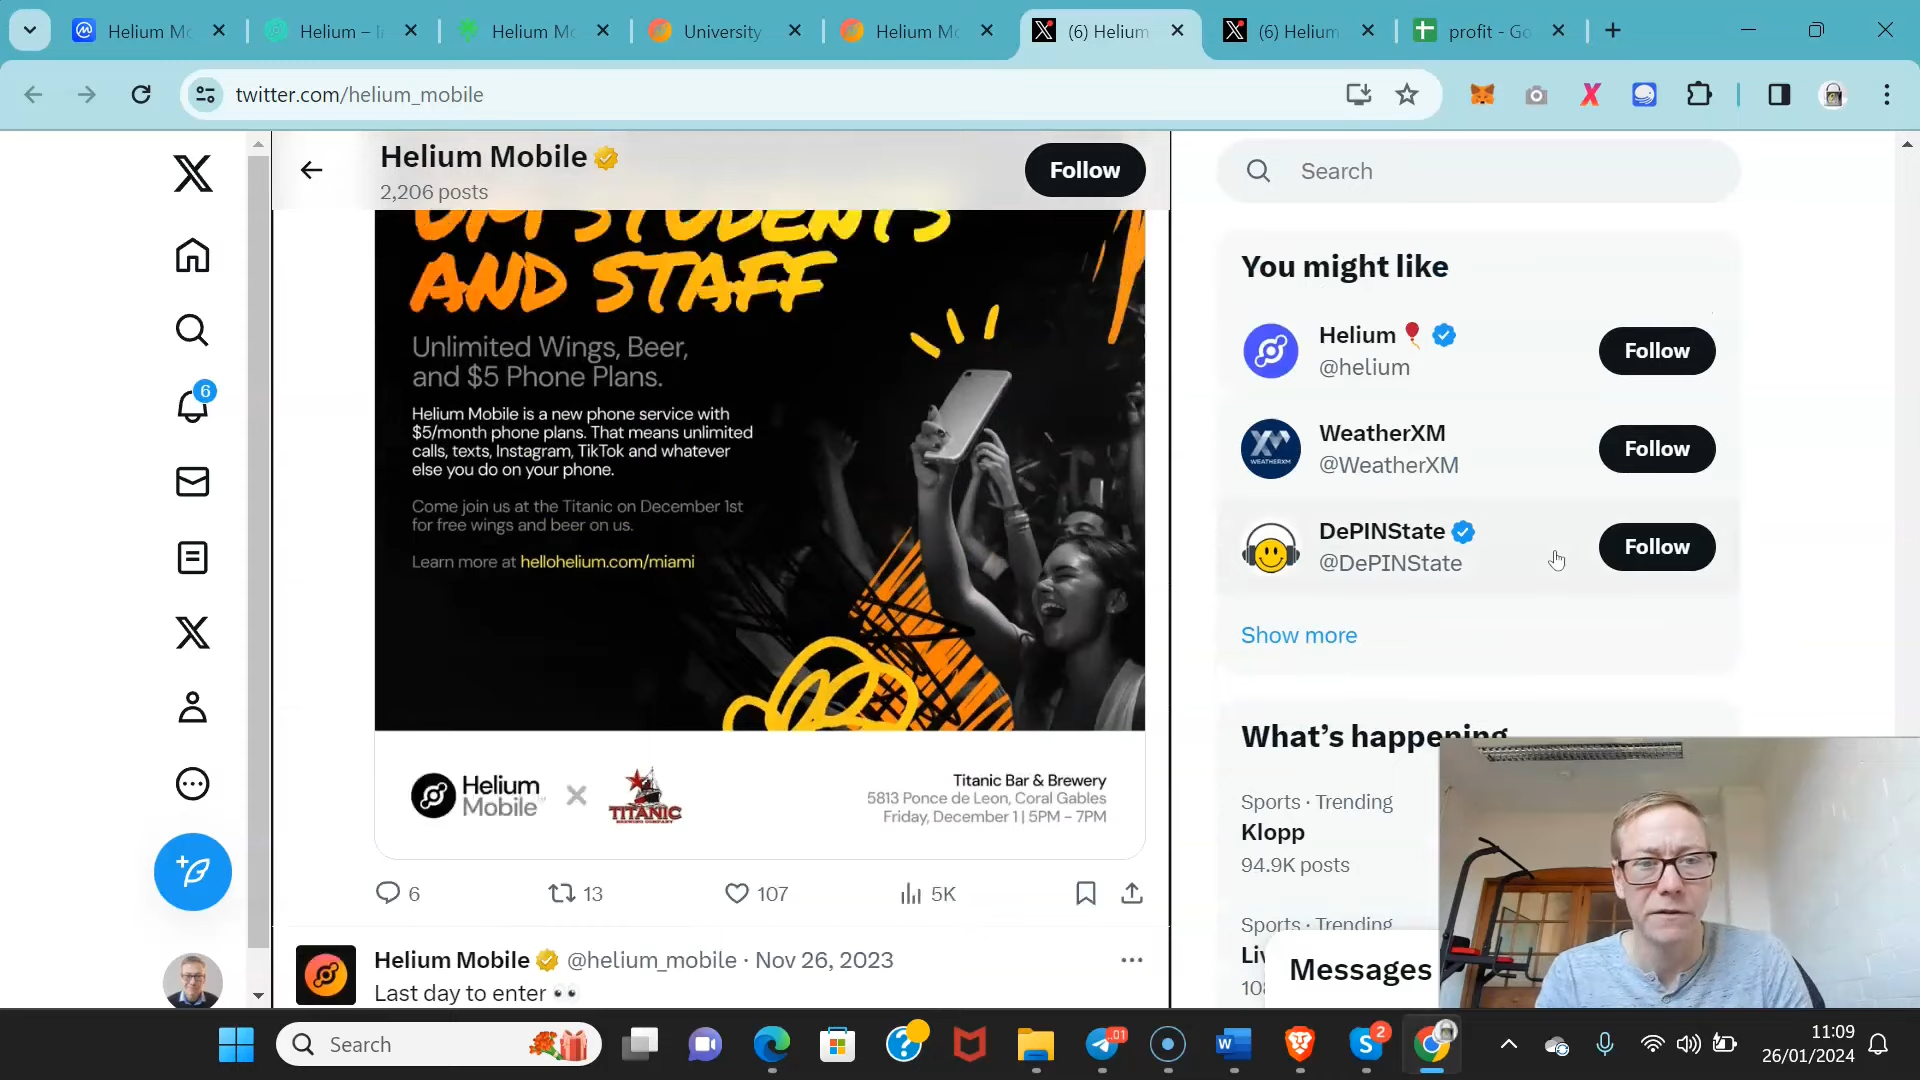 Helium Mo
Helium – I
Helium Mo
University
Helium Mo
(6) Helium
(6) Helium
profit - Go
twitter.com/helium_mobile
Helium Mobile
2,206 posts
Follow
UM STUDENTS
AND STAFF
Unlimited Wings, Beer,
and $5 Phone Plans.
Helium Mobile is a new phone service with
$5/month phone plans. That means unlimited
calls, texts, Instagram, TikTok and whatever
else you do on your phone.
Come join us at the Titanic on December 1st
for free wings and beer on us.
Learn more at hellohelium.com/miami
Helium
Mobile
TITANIC
Titanic Bar & Brewery
5813 Ponce de Leon, Coral Gables
Friday, December 1 | 5PM – 7PM
6
13
107
5K
Helium Mobile @helium_mobile · Nov 26, 2023
Last day to enter 👀
Search
You might like
Helium🎈
@helium
Follow
WeatherXM
@WeatherXM
Follow
DePINState
@DePINState
Follow
Show more
What's happening
Sports · Trending
Klopp
94.9K posts
Sports · Trending
Messages
6
Search
.01
2
11:09
26/01/2024